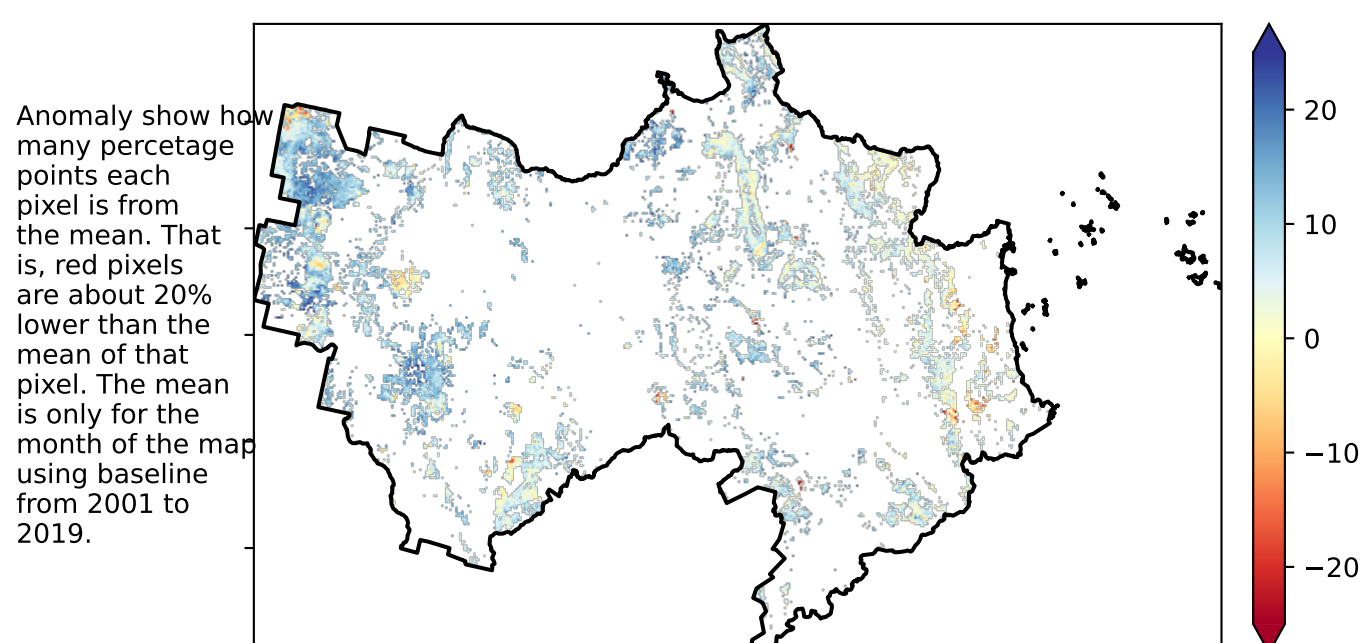 Anomaly show how
many percetage
points each
pixel is from
the mean. That
is, red pixels
are about 20%
lower than the
mean of that
pixel. The mean
is only for the
month of the map
using baseline
from 2001 to
2019.
20
10
0
−10
−20